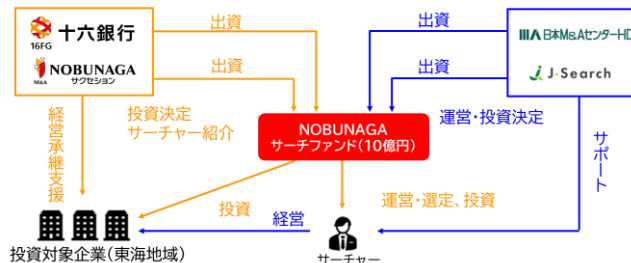 十六銀行
16FG
NOBUNAGA
サクセション
M&A
出資
出資
出資
出資
日本M&AセンターHD
J-Search
投資決定
サーチャー紹介
NOBUNAGA
サーチファンド(10億円)
運営・投資決定
経営承継支援
サポート
投資
経営
運営・選定、投資
投資対象企業(東海地域)
サーチャー